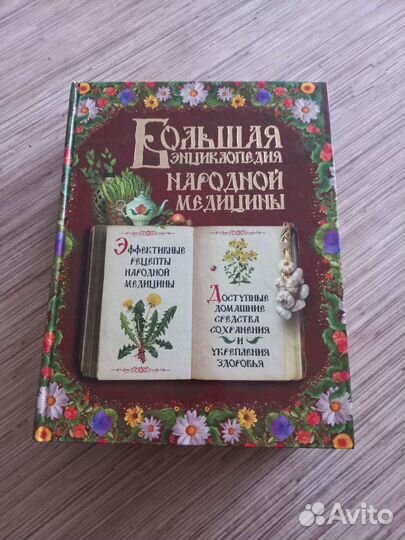 Большая
энциклопедия
народной
медицины
Эффективные
рецепты
народной
медицины
Доступные
домашние
средства
сохранения
и
укрепления
здоровья
Avito